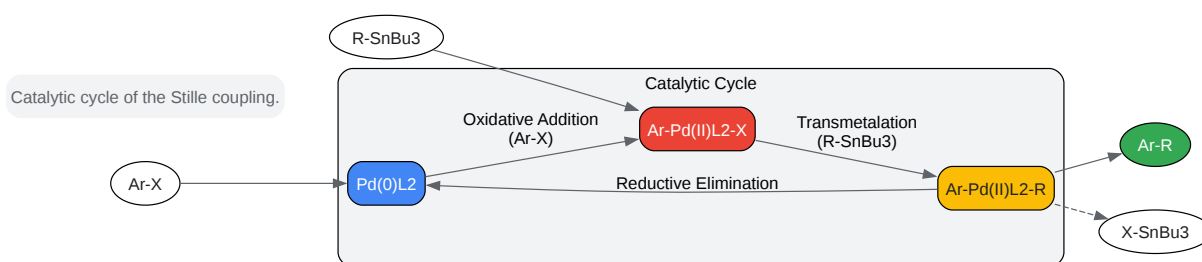 R-SnBu3
Catalytic Cycle
Catalytic cycle of the Stille coupling.
Oxidative Addition
(Ar-X)
Ar-Pd(II)L2-X
Transmetalation
(R-SnBu3)
Ar-R
Ar-X
Pd(0)L2
Reductive Elimination
Ar-Pd(II)L2-R
X-SnBu3